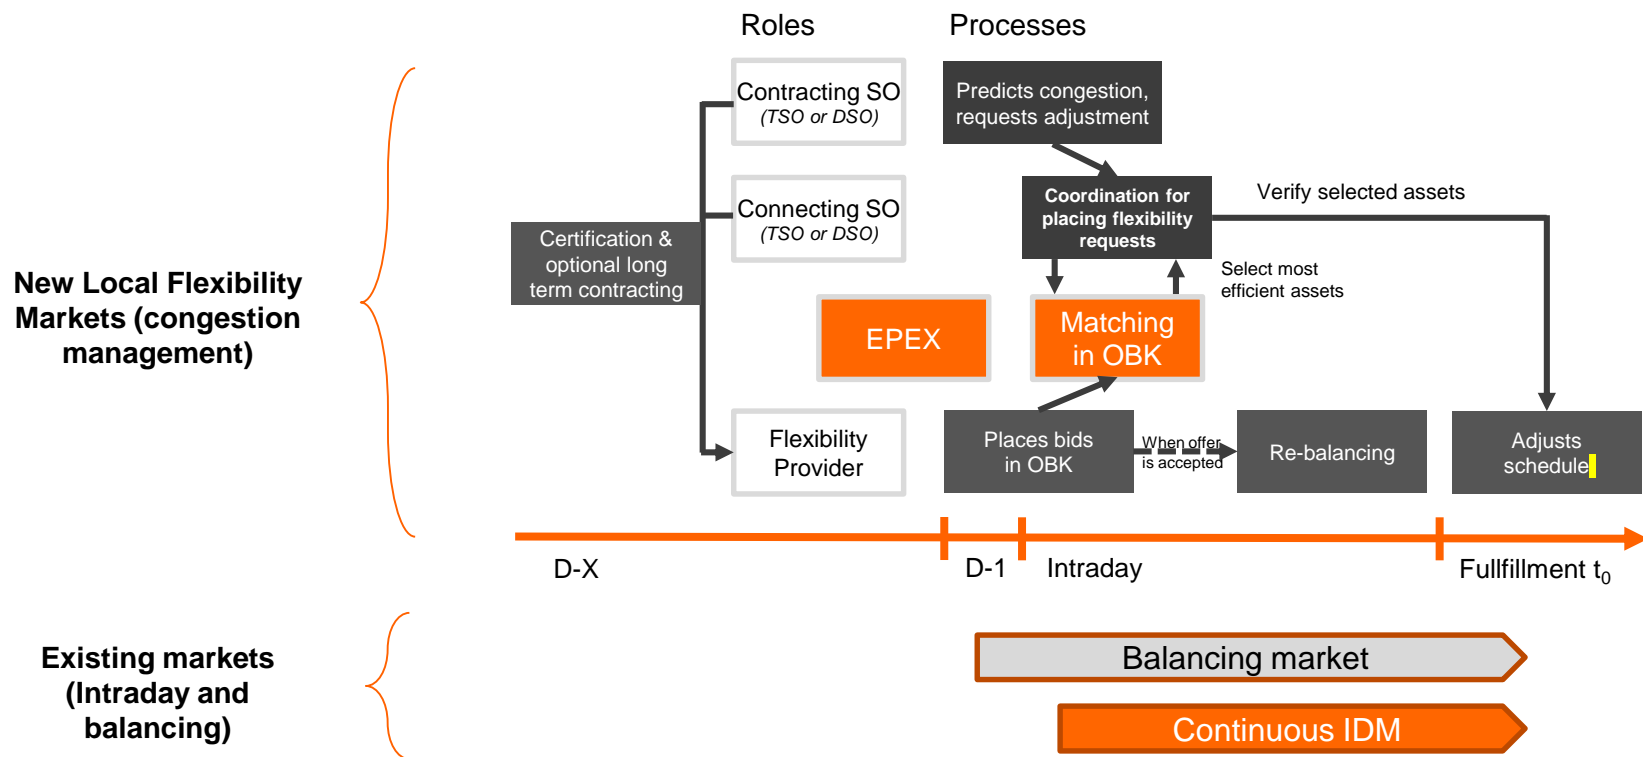 Roles
Processes
Contracting SO
(TSO or DSO)
Predicts congestion,
requests adjustment
Connecting SO
(TSO or DSO)
Coordination for
placing flexibility
requests
Verify selected assets
Certification &
optional long
term contracting
Select most
efficient assets
New Local Flexibility
Markets (congestion
management)
EPEX
Matching
in OBK
Flexibility
Provider
Places bids
in OBK
When offer
is accepted
Re-balancing
Adjusts
schedule
D-X
D-1
Intraday
Fullfillment t₀
Existing markets
(Intraday and
balancing)
Balancing market
Continuous IDM